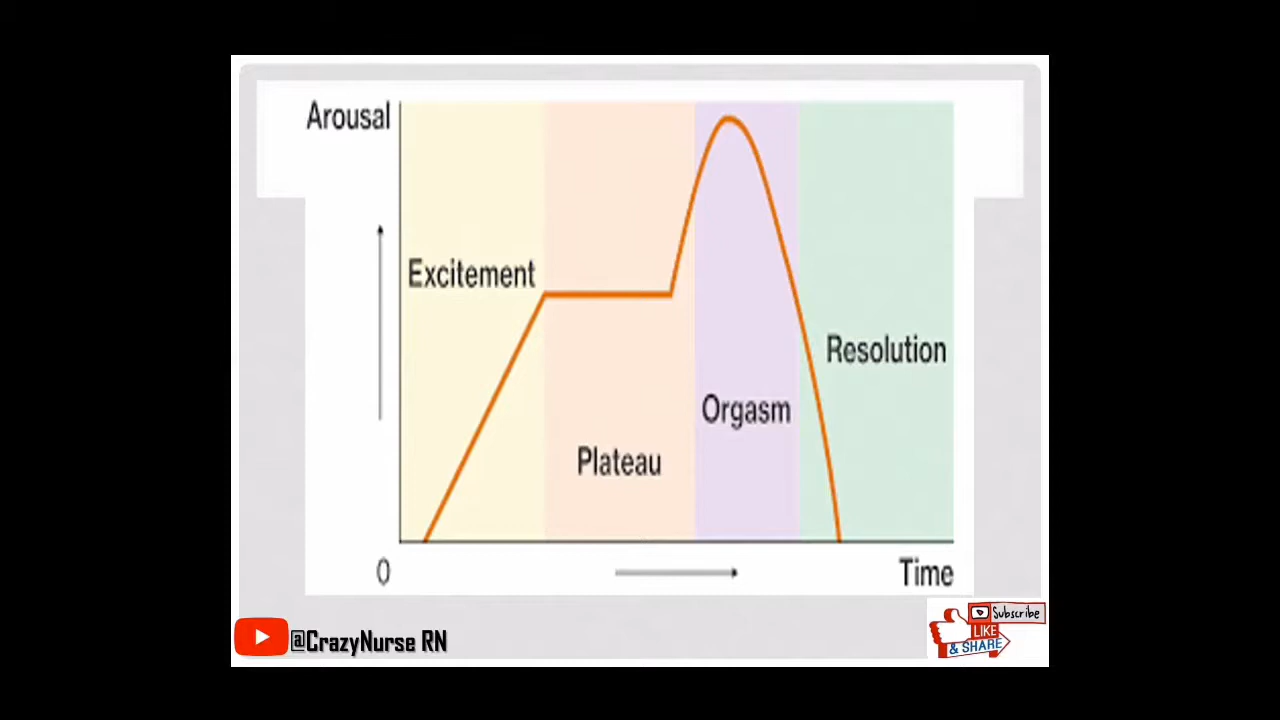 Arousal
Excitement
Resolution
Orgasm
Plateau
0
Time
@CrazyNurse RN
Subscribe
LIKE
& SHARE